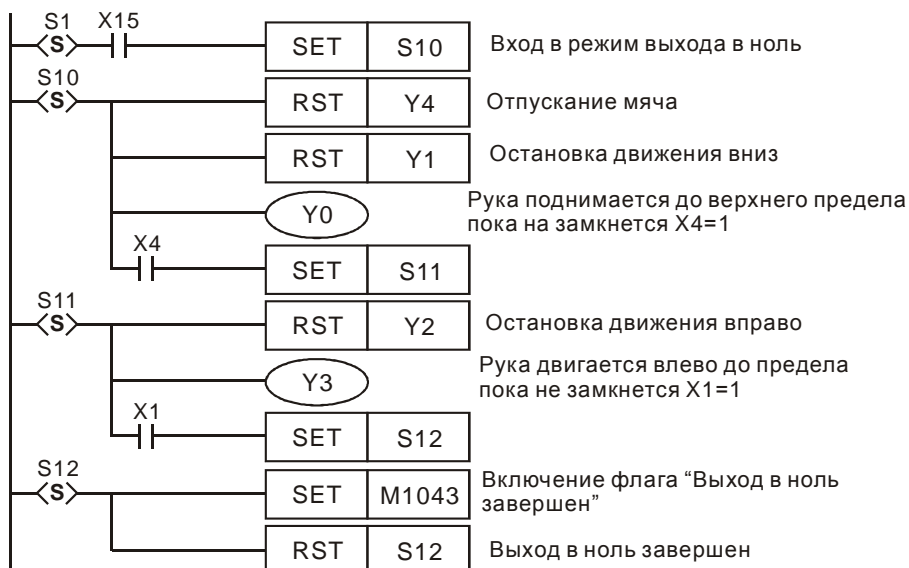 S1 X15
S SET S10 Вход в режим выхода в ноль
S10
S RST Y4 Отпускание мяча
RST Y1 Остановка движения вниз
Y0 Рука поднимается до верхнего предела
пока на замкнется X4=1
X4
SET S11
S11
S RST Y2 Остановка движения вправо
Y3 Рука двигается влево до предела
пока не замкнется X1=1
X1
SET S12
S12
S SET M1043 Включение флага “Выход в ноль
завершен”
RST S12 Выход в ноль завершен